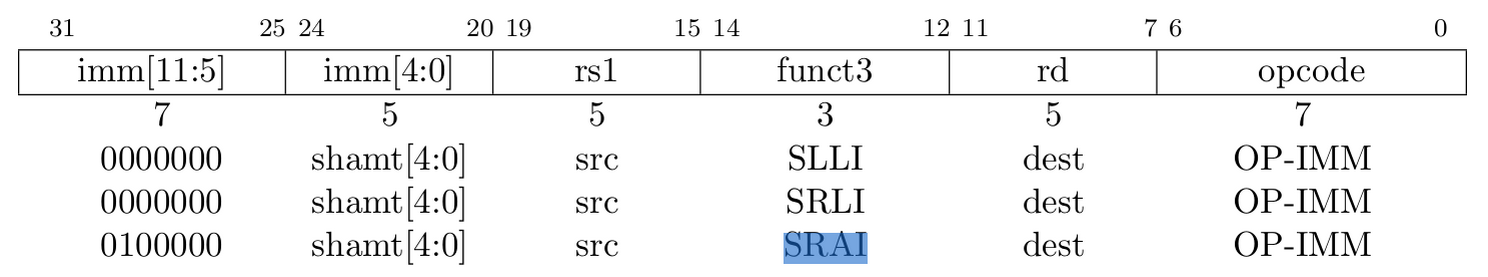 31 25 24 20 19 15 14 12 11 7 6 0
imm[11:5] imm[4:0] rs1 funct3 rd opcode
7 5 5 3 5 7
0000000 shamt[4:0] src SLLI dest OP-IMM
0000000 shamt[4:0] src SRLI dest OP-IMM
0100000 shamt[4:0] src SRAI dest OP-IMM